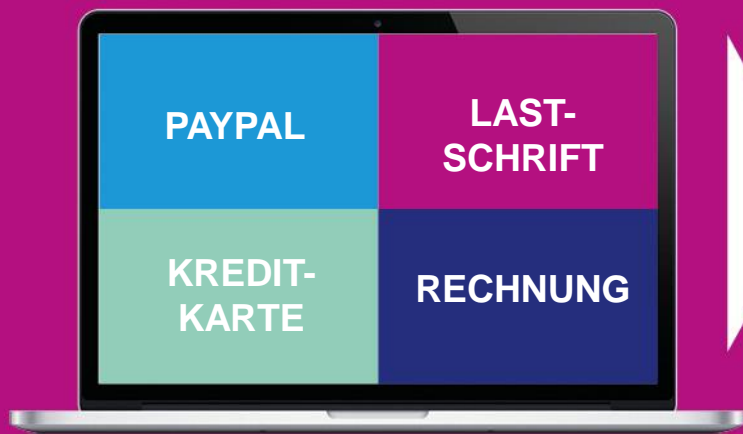 PAYPAL
LAST-
SCHRIFT
KREDIT-
KARTE
RECHNUNG